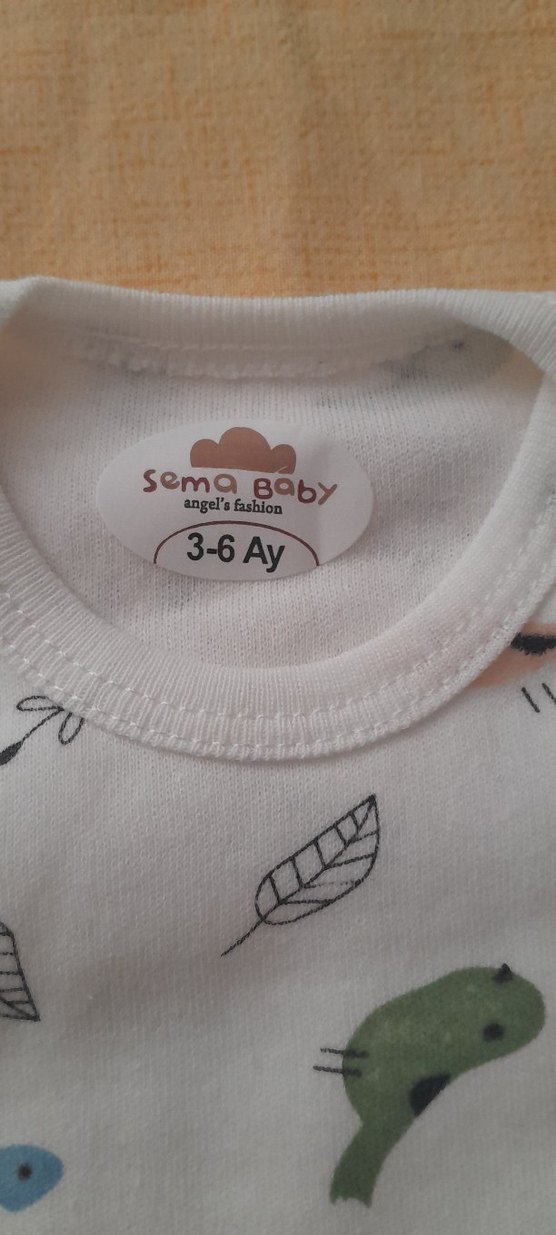 sema Baby
angel's fashion
3-6 Ay